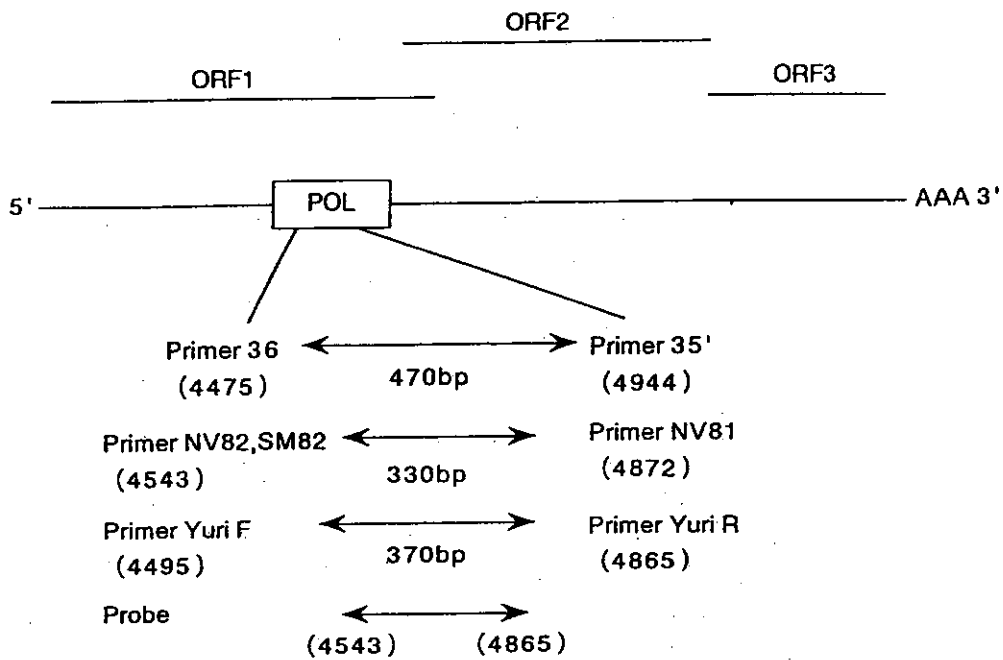 ORF2
ORF1
ORF3
5' POL AAA 3'
Primer 36 470bp Primer 35'
(4475) (4944)
Primer NV82,SM82 330bp Primer NV81
(4543) (4872)
Primer Yuri F 370bp Primer Yuri R
(4495) (4865)
Probe
(4543) (4865)